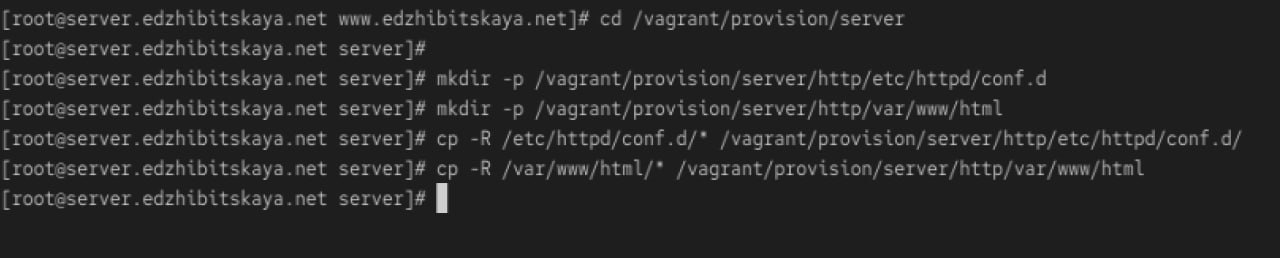 [root@server.edzhibitskaya.net www.edzhibitskaya.net]# cd /vagrant/provision/server
[root@server.edzhibitskaya.net server]#
[root@server.edzhibitskaya.net server]# mkdir -p /vagrant/provision/server/http/etc/httpd/conf.d
[root@server.edzhibitskaya.net server]# mkdir -p /vagrant/provision/server/http/var/www/html
[root@server.edzhibitskaya.net server]# cp -R /etc/httpd/conf.d/* /vagrant/provision/server/http/etc/httpd/conf.d/
[root@server.edzhibitskaya.net server]# cp -R /var/www/html/* /vagrant/provision/server/http/var/www/html
[root@server.edzhibitskaya.net server]#